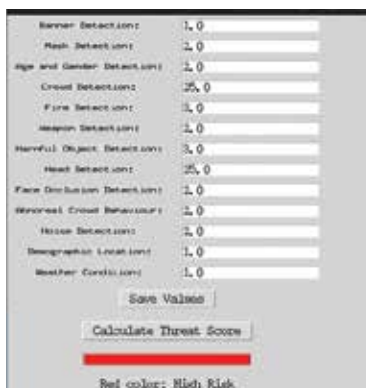 Banner Detection: 1.0
Mask Detection: 2.0
Age and Gender Detection: 2.0
Crowd Detection: 25.0
Fire Detection: 3.0
Weapon Detection: 2.0
Harmful Object Detection: 3.0
Head Detection: 25.0
Face Occlusion Detection: 2.0
Abnormal Crowd Behaviour: 2.0
Noise Detection: 2.0
Demographic Location: 1.0
Weather Condition: 1.0
Save Values
Calculate Threat Score
Red color: High Risk